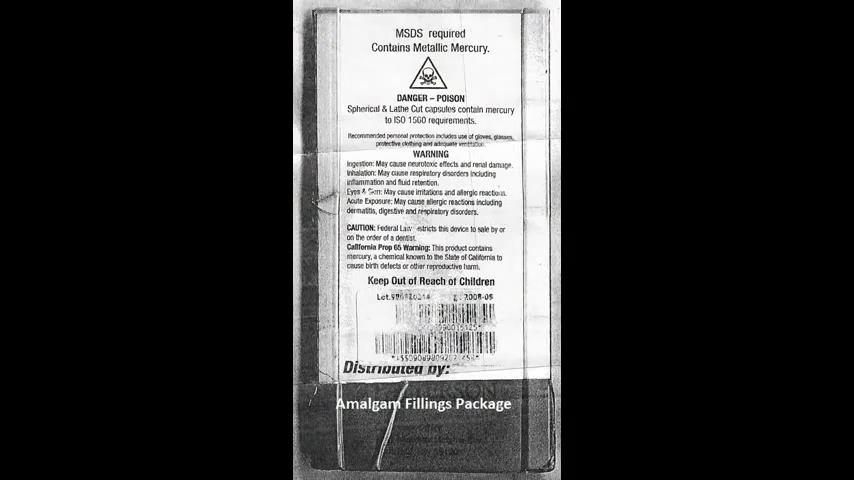 MSDS required
Contains Metallic Mercury.
DANGER – POISON
Spherical & Lathe Cut capsules contain mercury
to ISO 1560 requirements.
Recommended personal protection includes use of gloves, glasses,
protective clothing and adequate ventilation.
WARNING
Ingestion: May cause neurotoxic effects and renal damage.
Inhalation: May cause respiratory disorders including
inflammation and fluid retention.
Eyes & Skin: May cause irritations and allergic reactions.
Acute Exposure: May cause allergic reactions including
dermatitis, digestive and respiratory disorders.
CAUTION: Federal Law restricts this device to sale by or
on the order of a dentist.
California Prop 65 Warning: This product contains
mercury, a chemical known to the State of California to
cause birth defects or other reproductive harm.
Keep Out of Reach of Children
Lot. 2008-05
Distributed by:
Amalgam Fillings Package